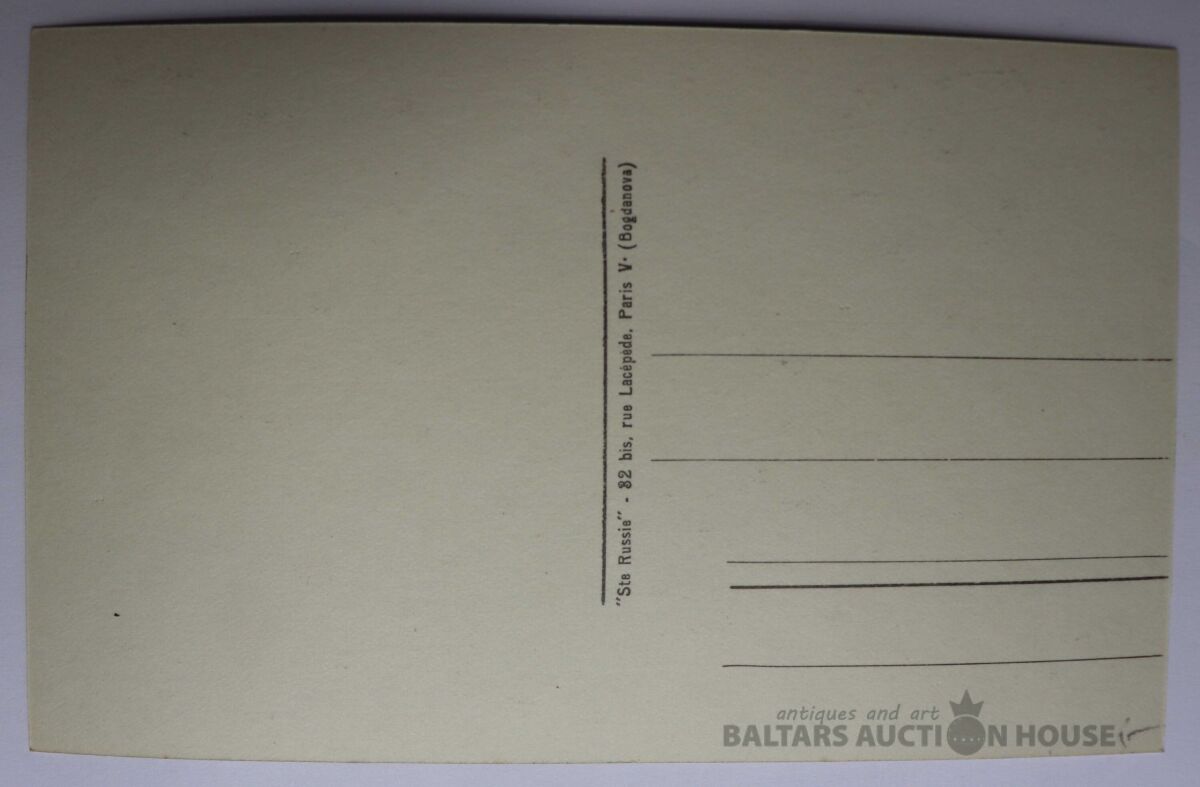 "Ste Russie" - 82 bis, rue Lacépède, Paris V· (Bogdanova)
antiques and art
BALTARS AUCTION HOUSE